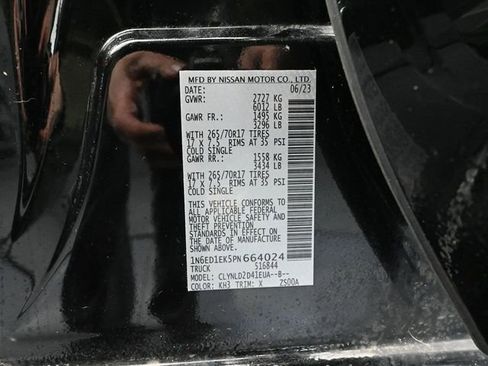 MFD BY NISSAN MOTOR CO., LTD.
DATE: 06/23
GVWR: 2727 KG
6012 LB
GAWR FR.: 1495 KG
3296 LB
WITH 265/70R17 TIRES
17 X 7.5 RIMS AT 35 PSI
COLD SINGLE
GAWR RR.: 1558 KG
3434 LB
WITH 265/70R17 TIRES
17 X 7.5 RIMS AT 35 PSI
COLD SINGLE
THIS VEHICLE CONFORMS TO
ALL APPLICABLE FEDERAL
MOTOR VEHICLE SAFETY AND
THEFT PREVENTION
STANDARDS IN EFFECT ON
THE DATE OF MANUFACTURE
SHOWN ABOVE.
1N6ED1EK5PN664024
TRUCK 516844
MODEL: CLYNLD2D41EUA--B--
COLOR: KH3 TRIM: X 2S00A